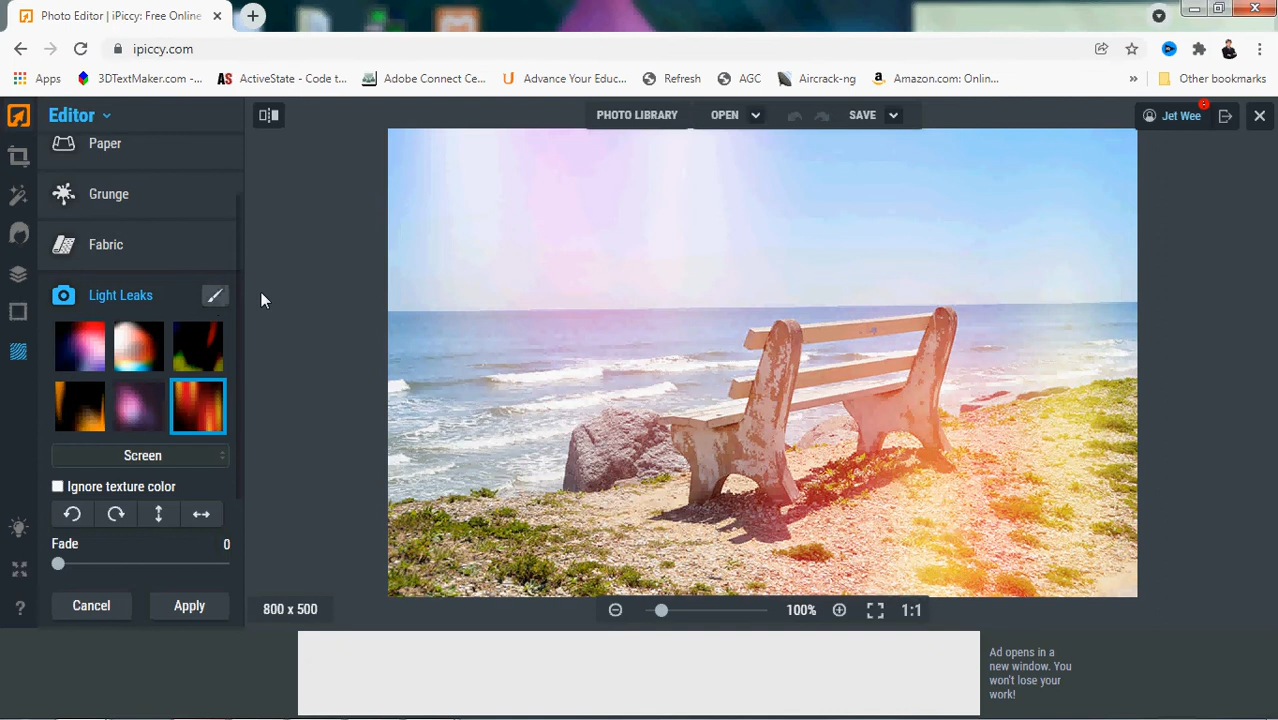 Photo Editor | iPiccy: Free Online
ipiccy.com
Apps
3DTextMaker.com -...
AS ActiveState - Code t...
Adobe Connect Ce...
U Advance Your Educ...
Refresh
AGC
Aircrack-ng
a Amazon.com: Onlin...
»
Other bookmarks
Editor
PHOTO LIBRARY
OPEN
SAVE
Jet Wee
Paper
Grunge
Fabric
Light Leaks
Screen
Ignore texture color
Fade
0
Cancel
Apply
800 x 500
100%
1:1
?
Ad opens in a
new window. You
won't lose your
work!